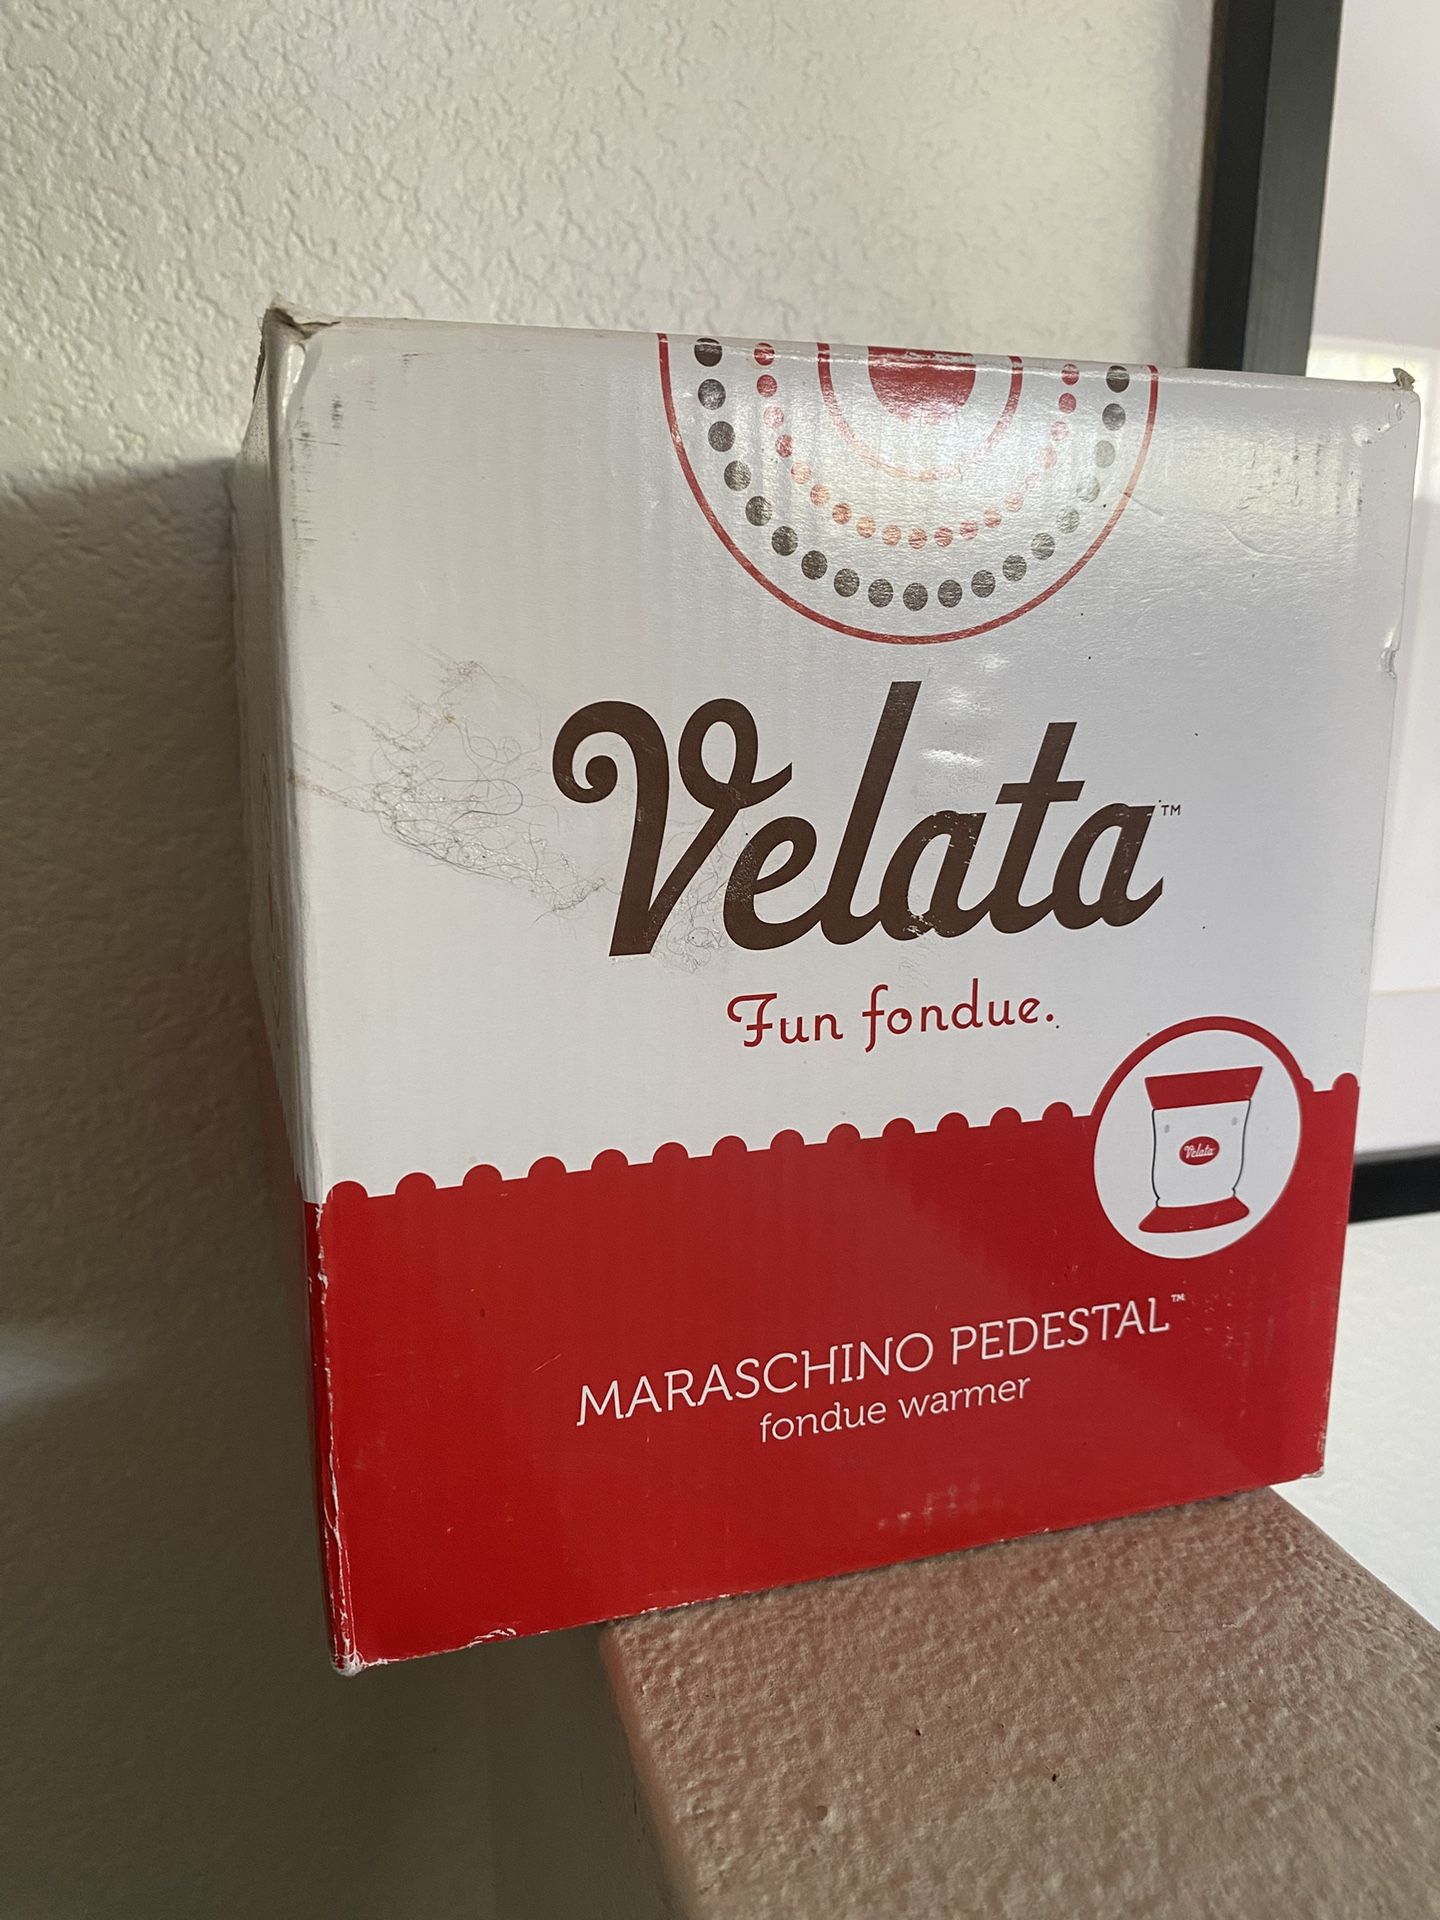 Velata™
Fun fondue.
Velata
MARASCHINO PEDESTAL™
fondue warmer